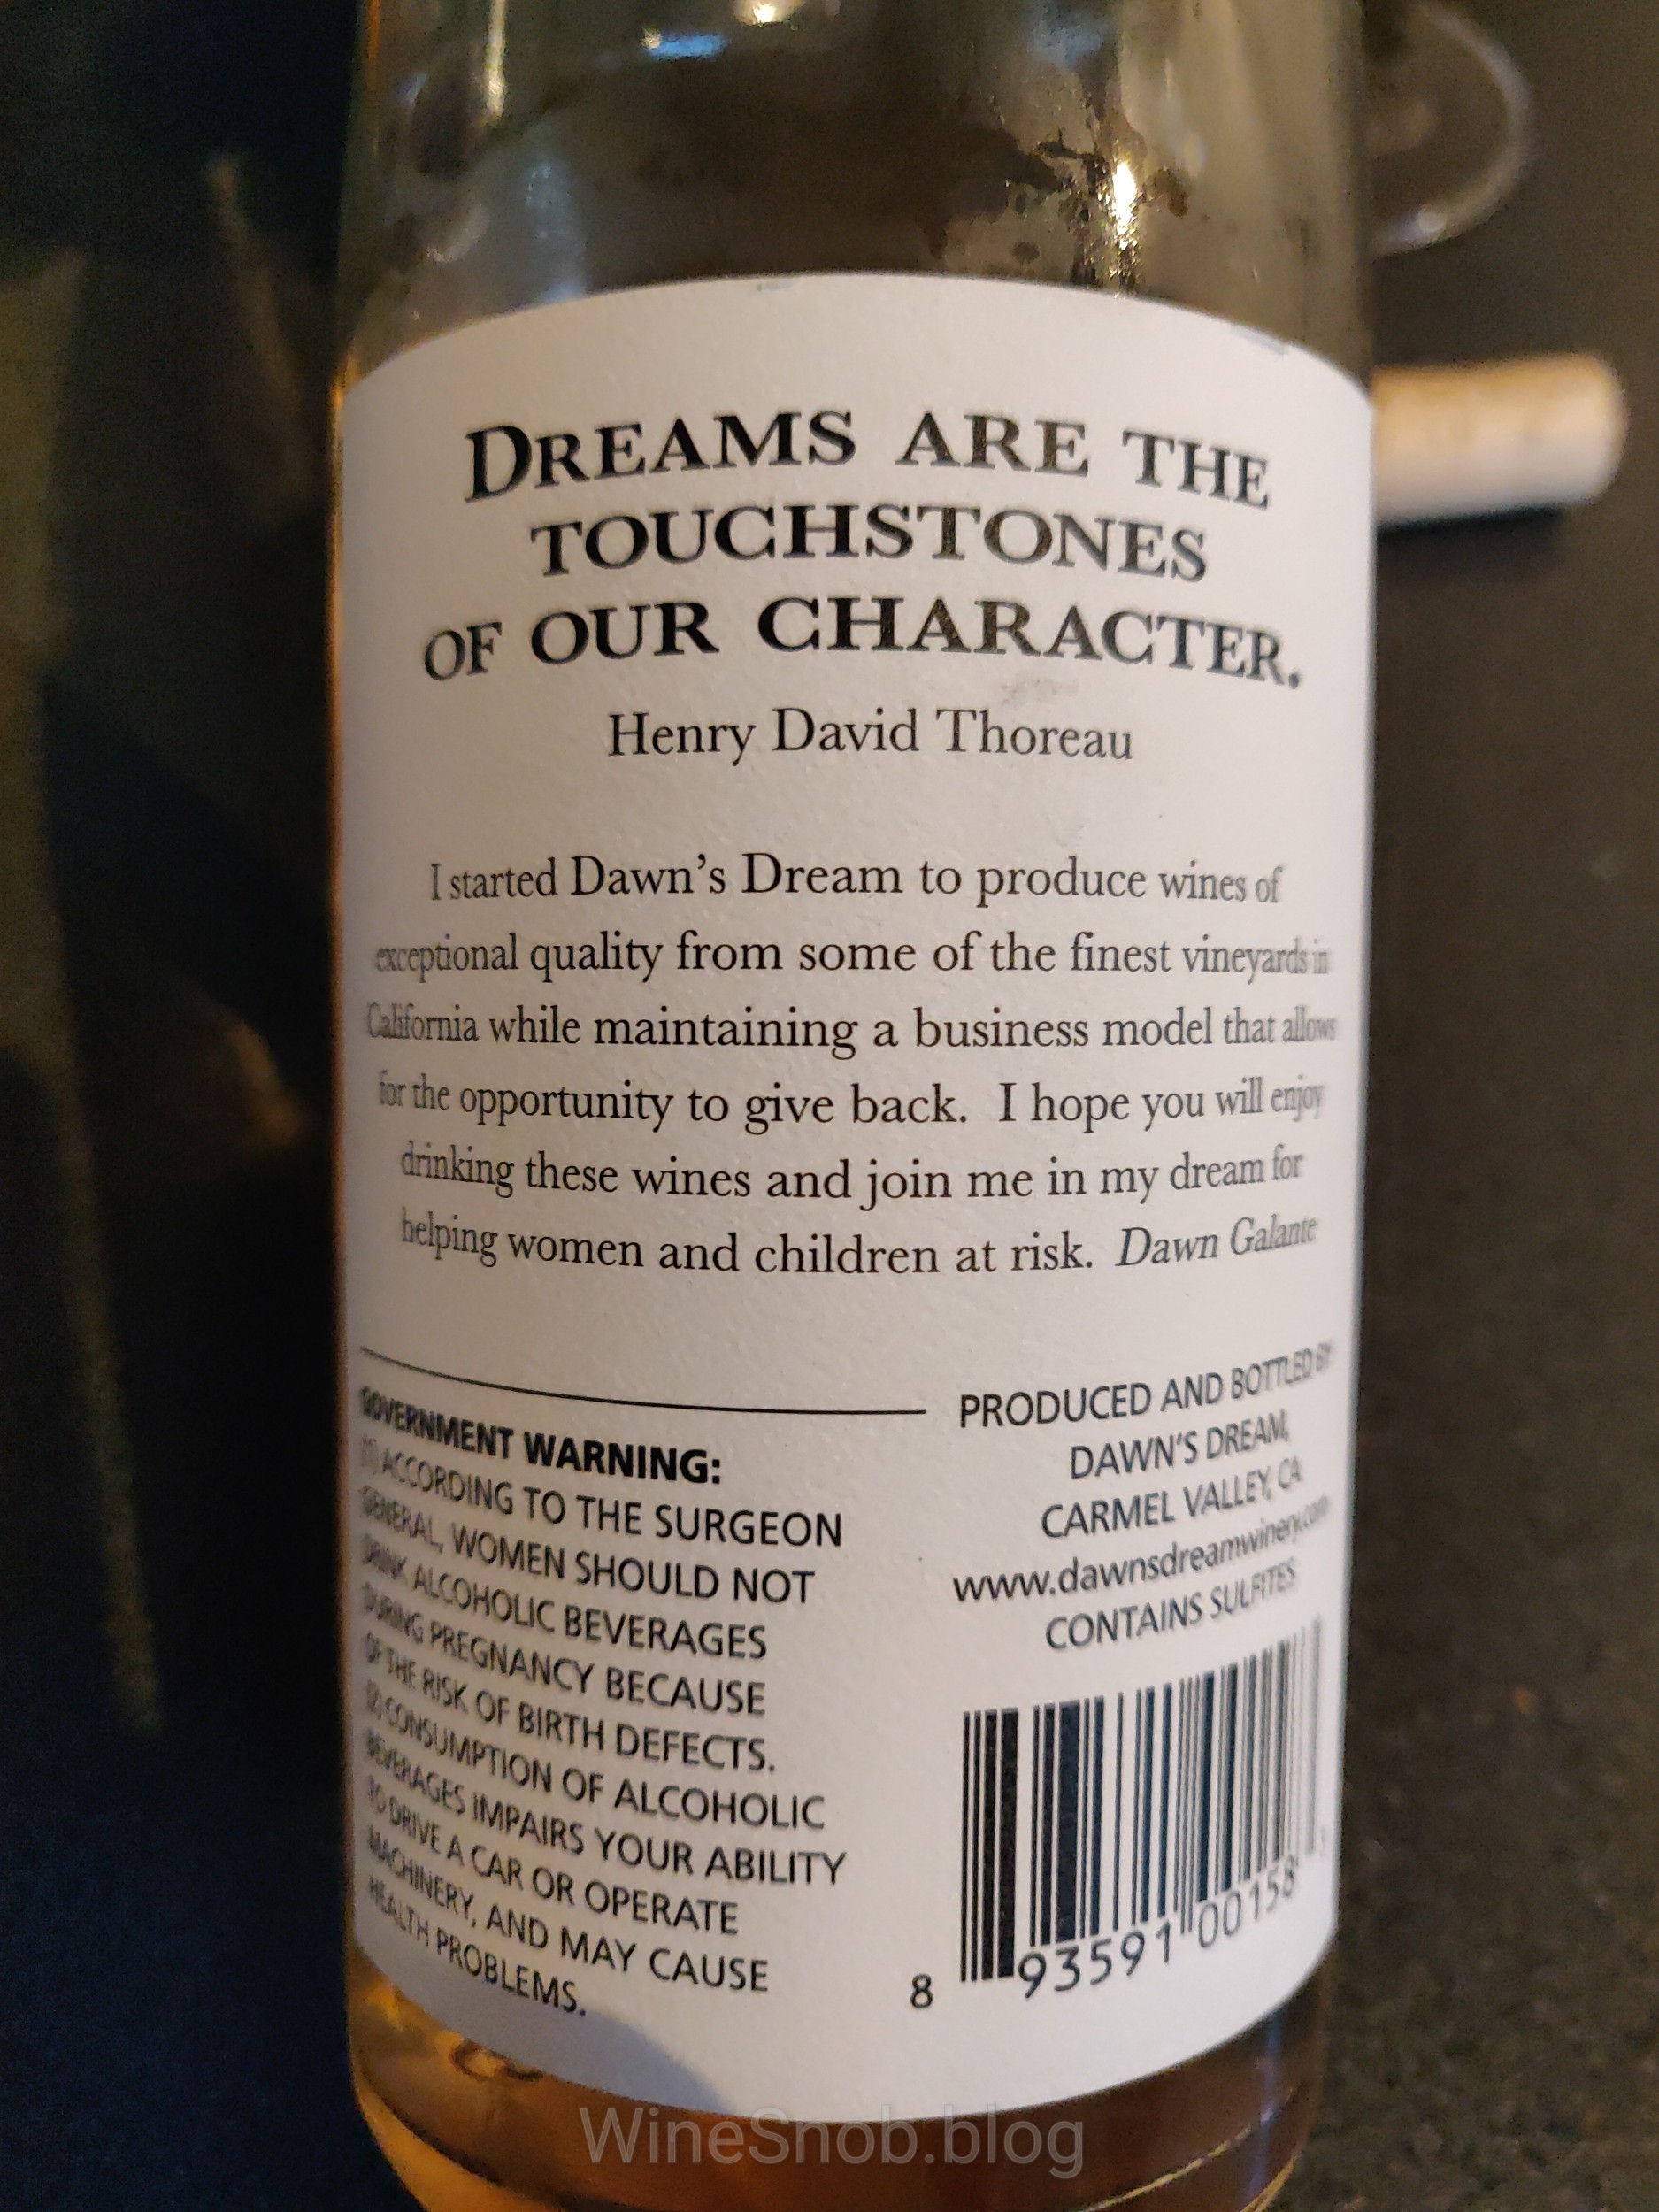 DREAMS ARE THE
TOUCHSTONES
OF OUR CHARACTER.
Henry David Thoreau
I started Dawn's Dream to produce wines of
exceptional quality from some of the finest vineyards in
California while maintaining a business model that allows
for the opportunity to give back. I hope you will enjoy
drinking these wines and join me in my dream for
helping women and children at risk. Dawn Galante
GOVERNMENT WARNING:
(1) ACCORDING TO THE SURGEON
GENERAL, WOMEN SHOULD NOT
DRINK ALCOHOLIC BEVERAGES
DURING PREGNANCY BECAUSE
OF THE RISK OF BIRTH DEFECTS.
(2) CONSUMPTION OF ALCOHOLIC
BEVERAGES IMPAIRS YOUR ABILITY
TO DRIVE A CAR OR OPERATE
MACHINERY, AND MAY CAUSE
HEALTH PROBLEMS.
PRODUCED AND BOTTLED BY
DAWN'S DREAM,
CARMEL VALLEY, CA
www.dawnsdreamwinery.com
CONTAINS SULFITES
8 93591 00158
WineSnob.blog